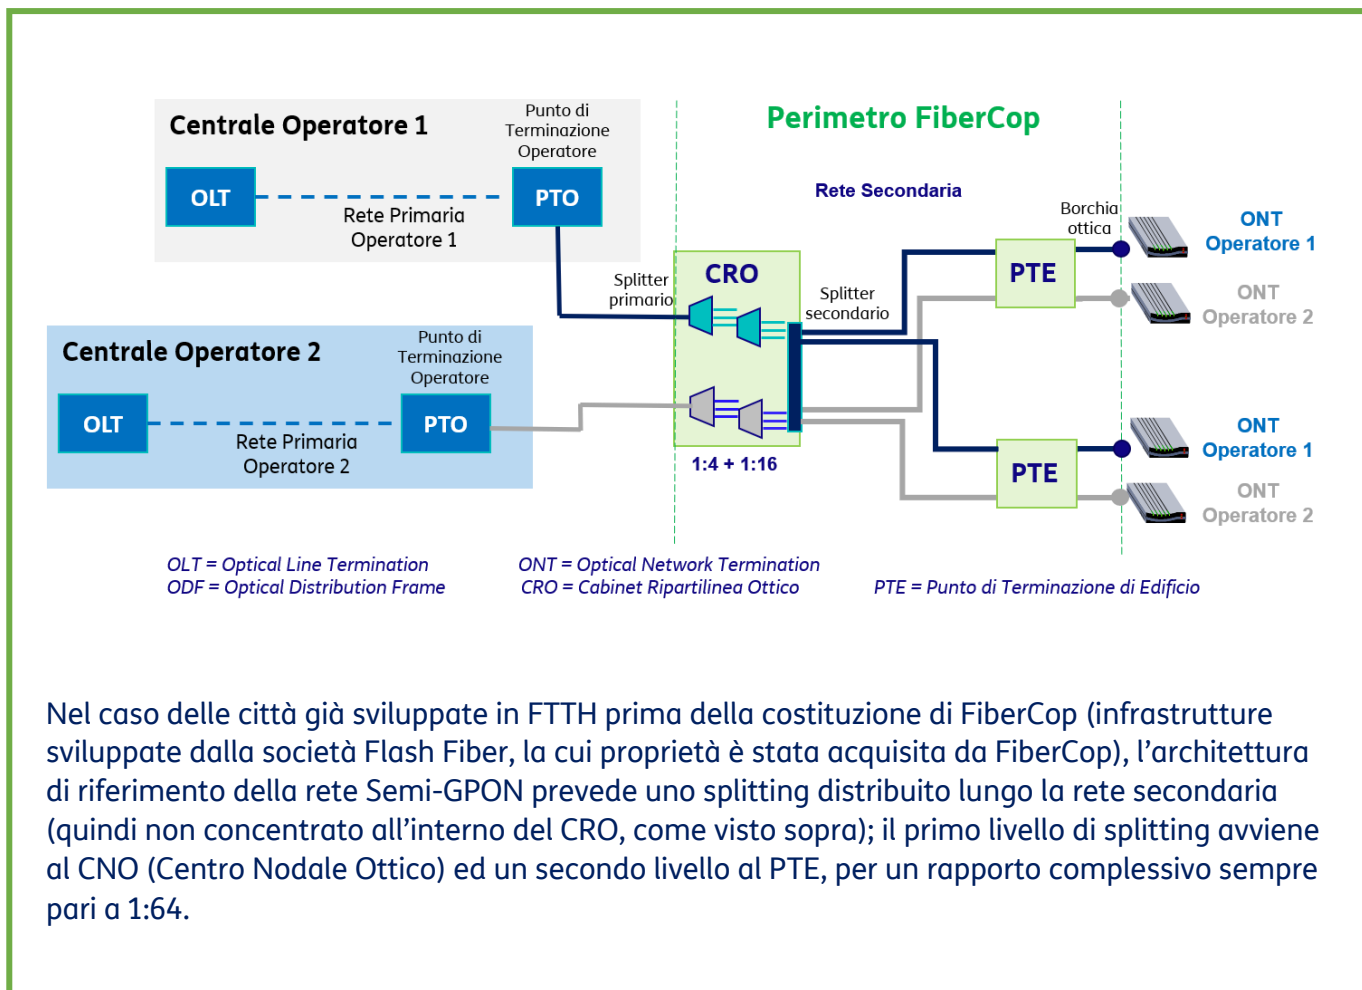 Centrale Operatore 1
Punto di
Terminazione
Operatore
OLT
PTO
Rete Primaria
Operatore 1
Perimetro FiberCop
Rete Secondaria
Borchia
ottica
ONT
Operatore 1
PTE
ONT
Operatore 2
CRO
Splitter
primario
Splitter
secondario
Centrale Operatore 2
Punto di
Terminazione
Operatore
OLT
PTO
Rete Primaria
Operatore 2
1:4 + 1:16
ONT
Operatore 1
PTE
ONT
Operatore 2
OLT = Optical Line Termination
ODF = Optical Distribution Frame
ONT = Optical Network Termination
CRO = Cabinet Ripartilinea Ottico
PTE = Punto di Terminazione di Edificio
Nel caso delle città già sviluppate in FTTH prima della costituzione di FiberCop (infrastrutture
sviluppate dalla società Flash Fiber, la cui proprietà è stata acquisita da FiberCop), l’architettura
di riferimento della rete Semi-GPON prevede uno splitting distribuito lungo la rete secondaria
(quindi non concentrato all’interno del CRO, come visto sopra); il primo livello di splitting avviene
al CNO (Centro Nodale Ottico) ed un secondo livello al PTE, per un rapporto complessivo sempre
pari a 1:64.